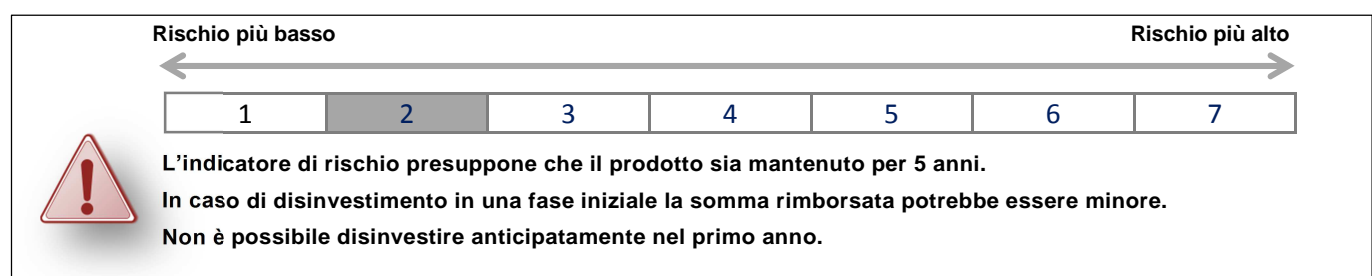 Rischio più basso Rischio più alto
1 2 3 4 5 6 7
L'indicatore di rischio presuppone che il prodotto sia mantenuto per 5 anni.
In caso di disinvestimento in una fase iniziale la somma rimborsata potrebbe essere minore.
Non è possibile disinvestire anticipatamente nel primo anno.